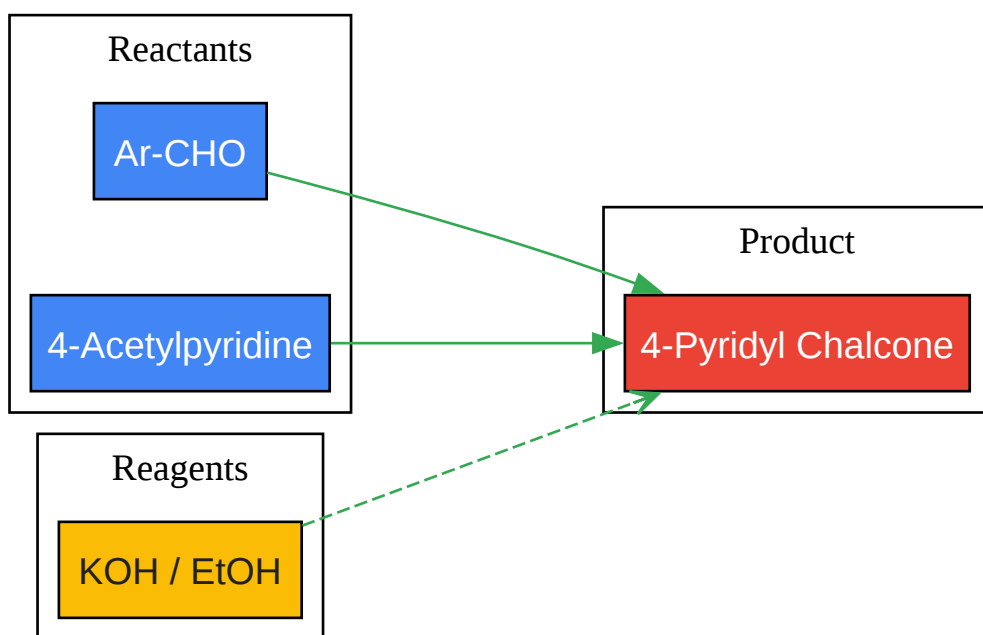 Reactants
Ar-CHO
4-Acetylpyridine
Product
4-Pyridyl Chalcone
Reagents
KOH / EtOH